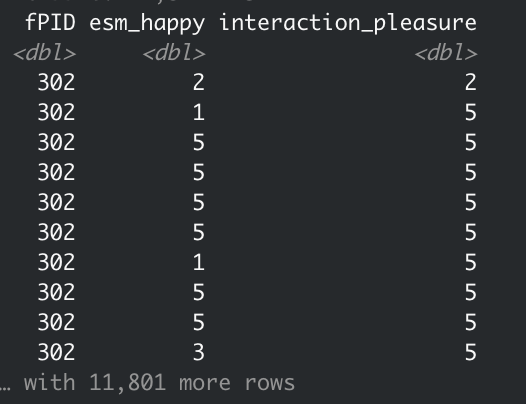 fPID esm_happy interaction_pleasure
<dbl> <dbl> <dbl>
302 2 2
302 1 5
302 5 5
302 5 5
302 5 5
302 5 5
302 1 5
302 5 5
302 5 5
302 3 5
… with 11,801 more rows